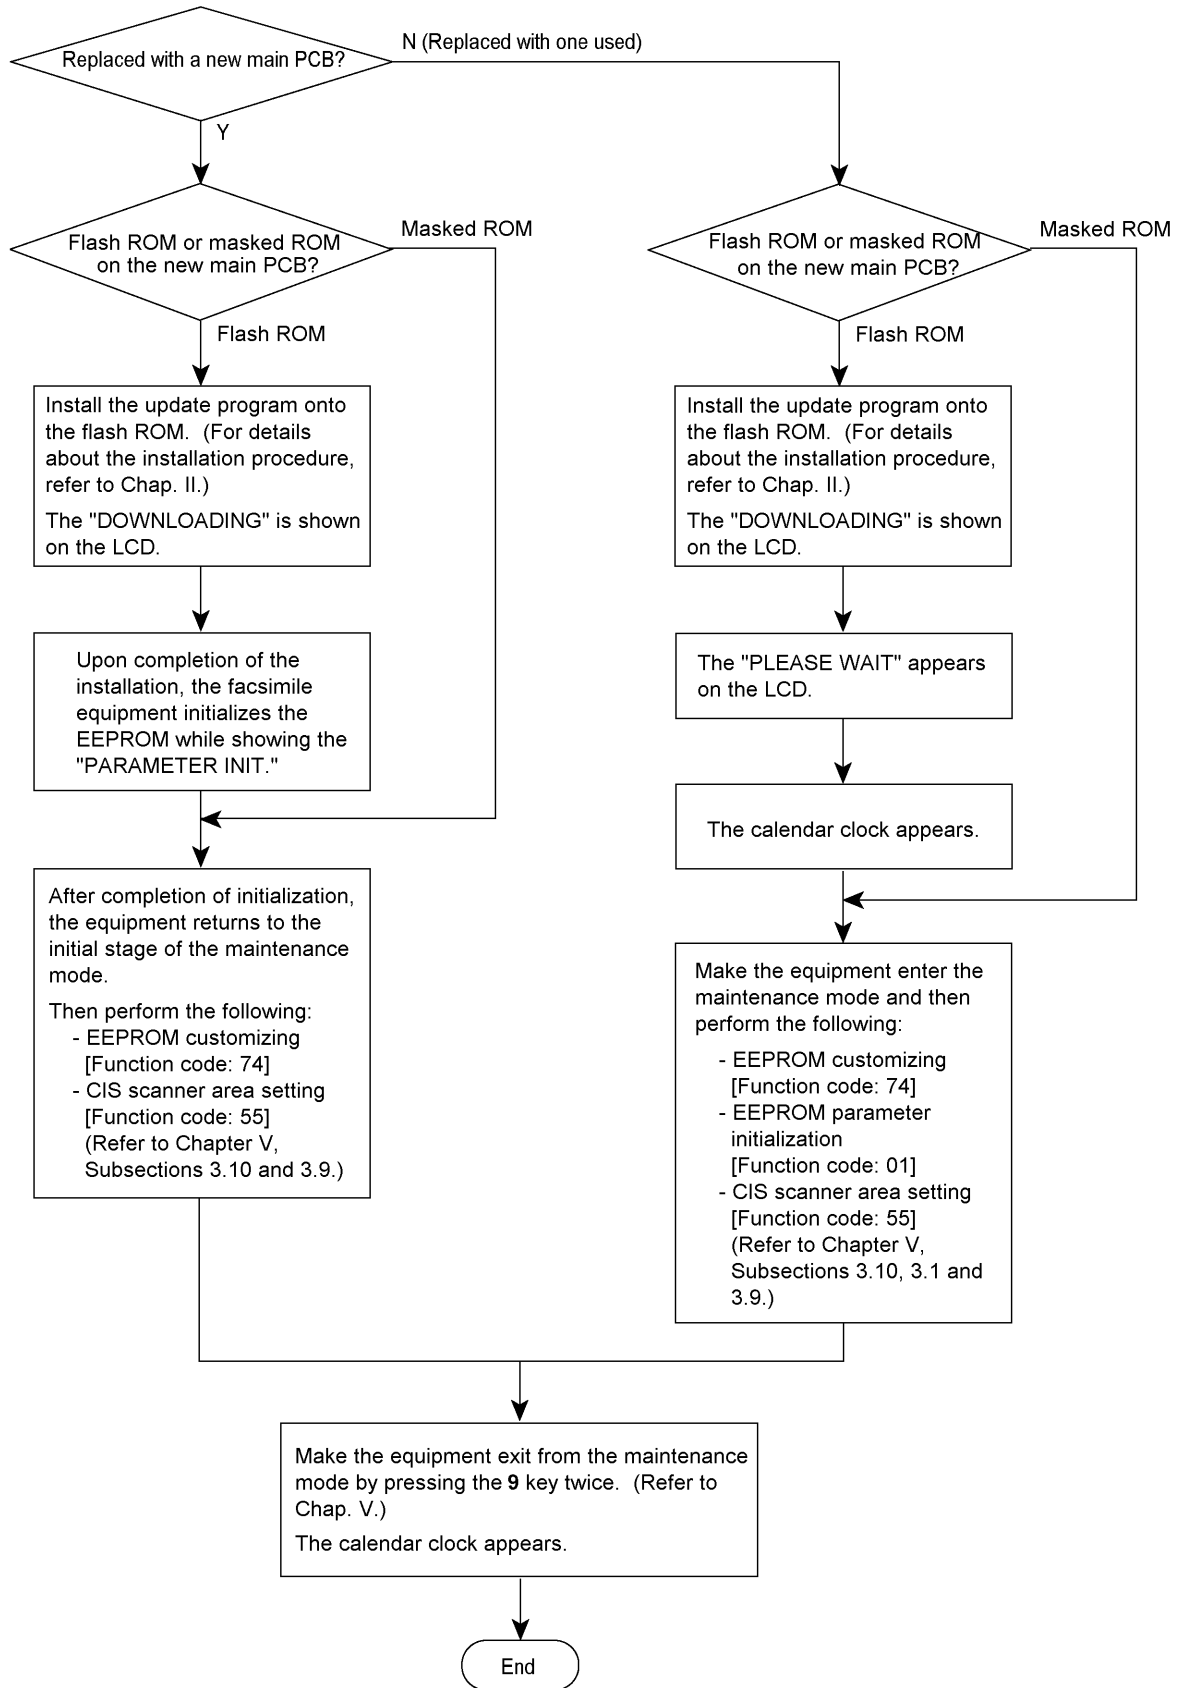 Replaced with a new main PCB?
N (Replaced with one used)
Y
Flash ROM or masked ROM
on the new main PCB?
Masked ROM
Flash ROM
Install the update program onto
the flash ROM.  (For details
about the installation procedure,
refer to Chap. II.)
The "DOWNLOADING" is shown
on the LCD.
Upon completion of the
installation, the facsimile
equipment initializes the
EEPROM while showing the
"PARAMETER INIT."
After completion of initialization,
the equipment returns to the
initial stage of the maintenance
mode.
Then perform the following:
- EEPROM customizing
[Function code: 74]
- CIS scanner area setting
[Function code: 55]
(Refer to Chapter V,
Subsections 3.10 and 3.9.)
Flash ROM or masked ROM
on the new main PCB?
Masked ROM
Flash ROM
Install the update program onto
the flash ROM.  (For details
about the installation procedure,
refer to Chap. II.)
The "DOWNLOADING" is shown
on the LCD.
The "PLEASE WAIT" appears
on the LCD.
The calendar clock appears.
Make the equipment enter the
maintenance mode and then
perform the following:
- EEPROM customizing
[Function code: 74]
- EEPROM parameter
initialization
[Function code: 01]
- CIS scanner area setting
[Function code: 55]
(Refer to Chapter V,
Subsections 3.10, 3.1 and
3.9.)
Make the equipment exit from the maintenance
mode by pressing the 9 key twice.  (Refer to
Chap. V.)
The calendar clock appears.
End